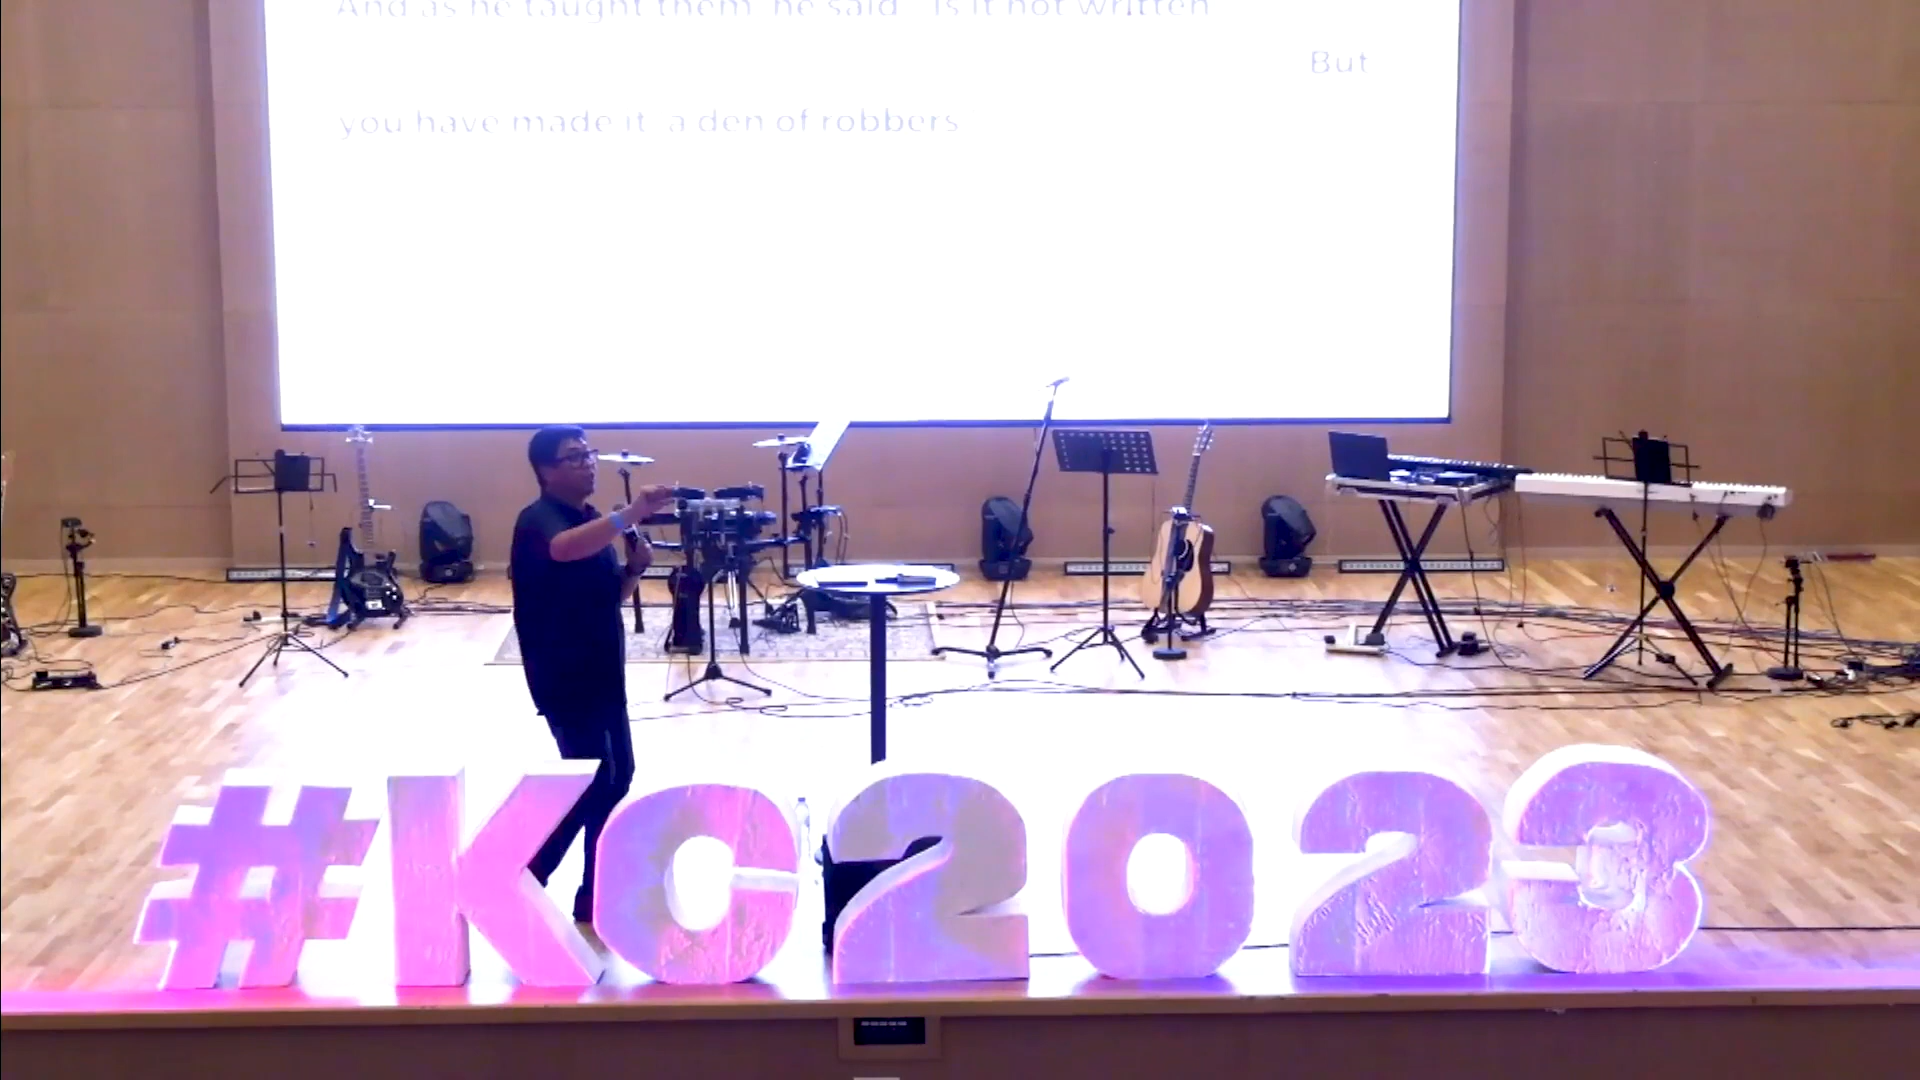 And as he taught them, he said, "Is it not written
But
you have made it a den of robbers
#KC2023